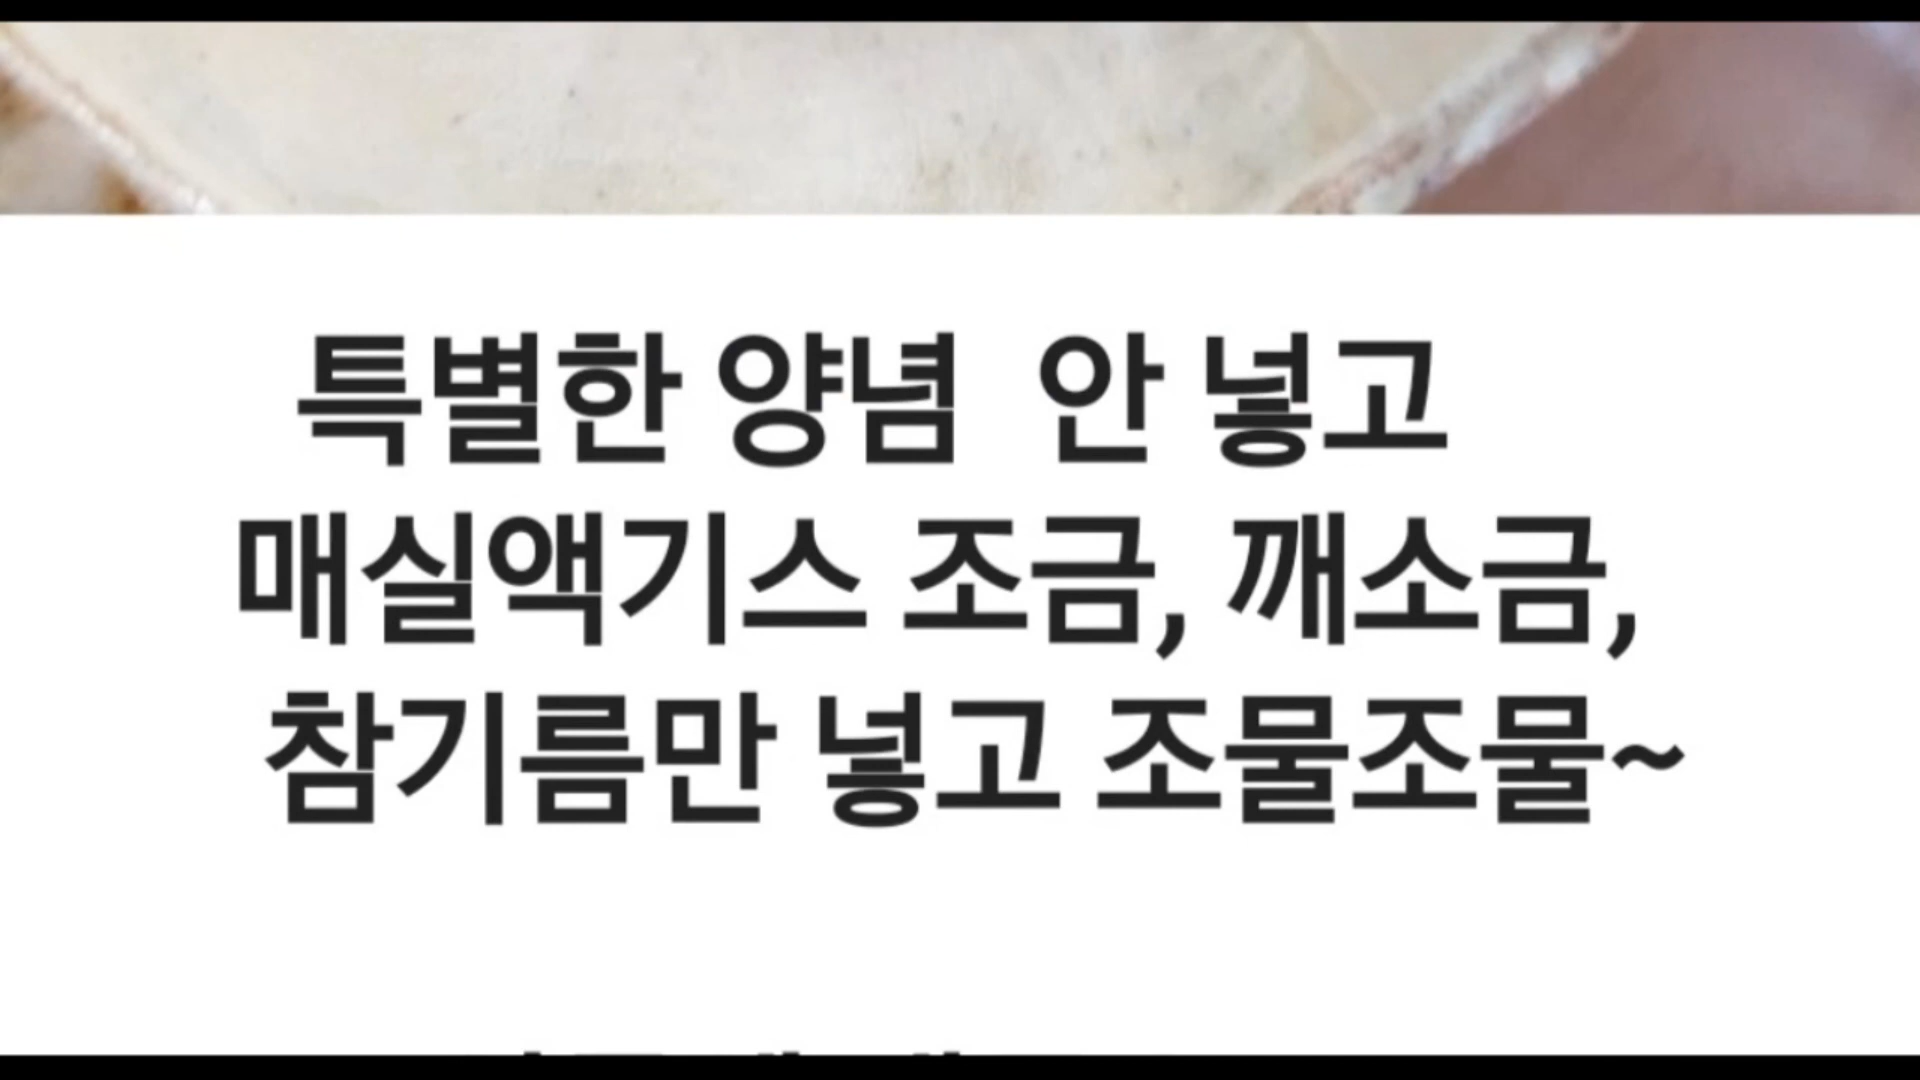 특별한 양념  안 넣고
매실액기스 조금, 깨소금,
참기름만 넣고 조물조물~